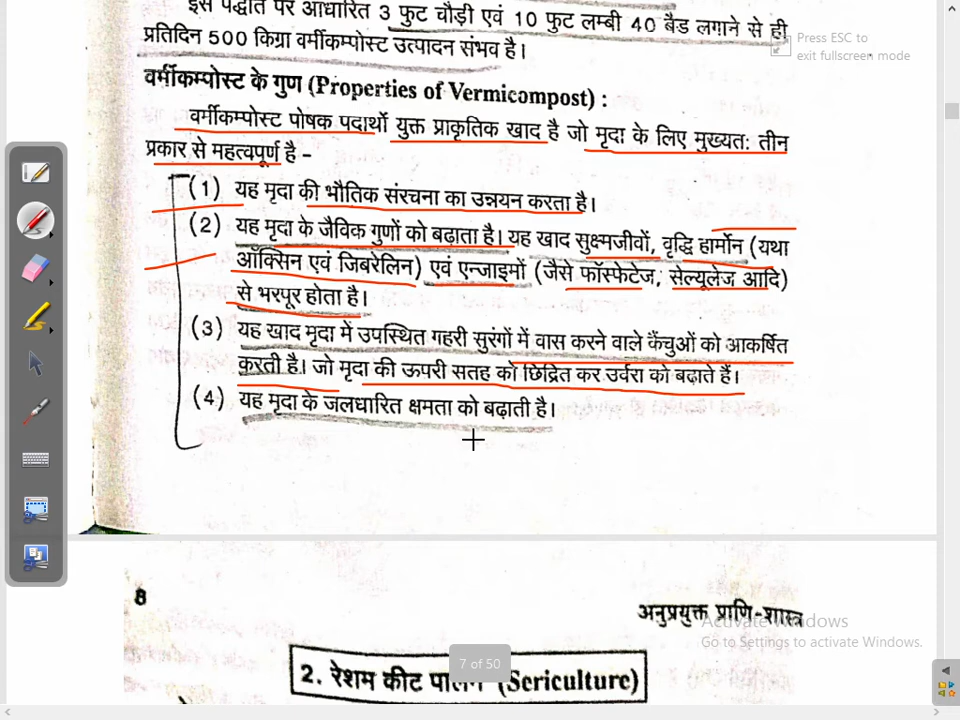 इस पद्धति पर आधारित 3 फुट चौड़ी एवं 10 फुट लम्बी 40 बैड लगाने से ही
प्रतिदिन 500 किग्रा वर्मीकम्पोस्ट उत्पादन संभव है।
Press ESC to
exit fullscreen mode
वर्मीकम्पोस्ट के गुण (Properties of Vermicompost) :
वर्मीकम्पोस्ट पोषक पदार्थो युक्त प्राकृतिक खाद है जो मृदा के लिए मुख्यतः तीन
प्रकार से महत्वपूर्ण है –
(1) यह मृदा की भौतिक संरचना का उन्नयन करता है।
(2) यह मृदा के जैविक गुणों को बढ़ाता है। यह खाद सुक्ष्मजीवों, वृद्धि हार्मोन (यथा
ऑक्सिन एवं जिबरेलिन) एवं एन्जाइमो (जैसे फॉस्फेटेज, सेल्यूलेज आदि)
से भरपूर होता है।
(3) यह खाद मृदा में उपस्थित गहरी सुरंगों में वास करने वाले केंचुओं को आकर्षित
करती है। जो मृदा की ऊपरी सतह को छिद्रित कर उर्वरा को बढ़ाते हैं।
(4) यह मृदा के जलधारित क्षमता को बढ़ाती है।
8
अनुप्रयुक्त प्राणि-शास्त्र
Activate Windows
Go to Settings to activate Windows.
7 of 50
2. रेशम कीट पालन (Sericulture)